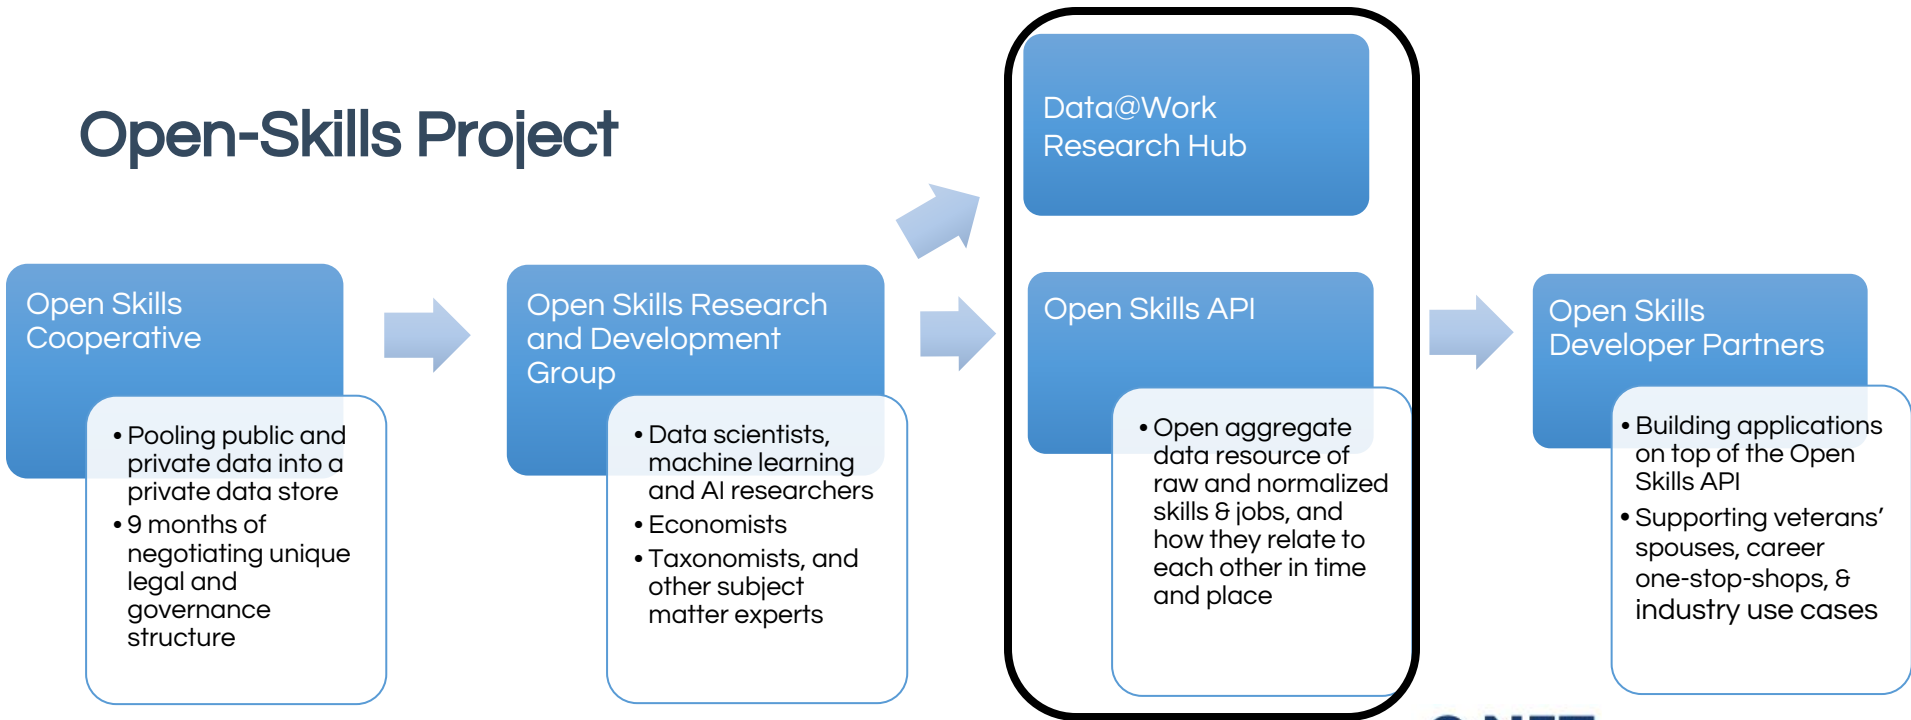 Open-Skills Project
Open Skills
Cooperative
• Pooling public and
private data into a
private data store
• 9 months of
negotiating unique
legal and
governance
structure
Open Skills Research
and Development
Group
• Data scientists,
machine learning
and AI researchers
• Economists
• Taxonomists, and
other subject
matter experts
Data@Work
Research Hub
Open Skills API
• Open aggregate
data resource of
raw and normalized
skills & jobs, and
how they relate to
each other in time
and place
Open Skills
Developer Partners
• Building applications
on top of the Open
Skills API
• Supporting veterans’
spouses, career
one-stop-shops, &
industry use cases